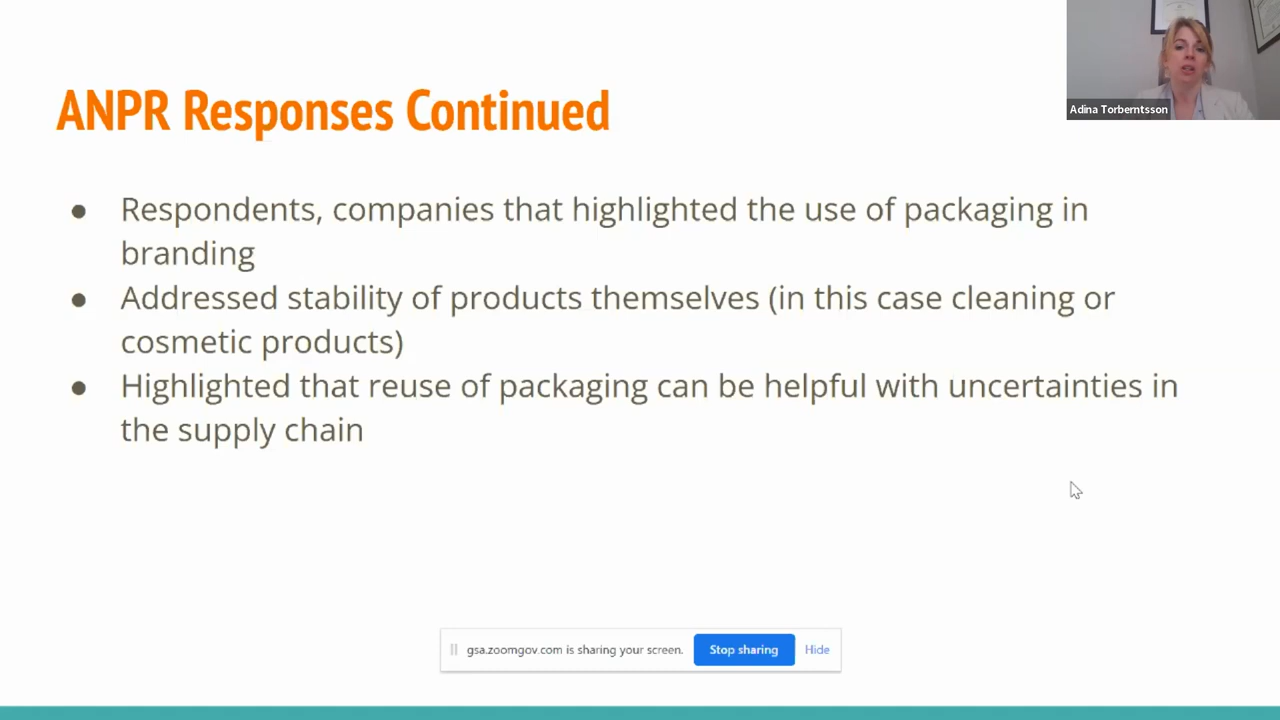 ANPR Responses Continued
Adina Torberntsson
● Respondents, companies that highlighted the use of packaging in
branding
● Addressed stability of products themselves (in this case cleaning or
cosmetic products)
● Highlighted that reuse of packaging can be helpful with uncertainties in
the supply chain
gsa.zoomgov.com is sharing your screen. Stop sharing Hide